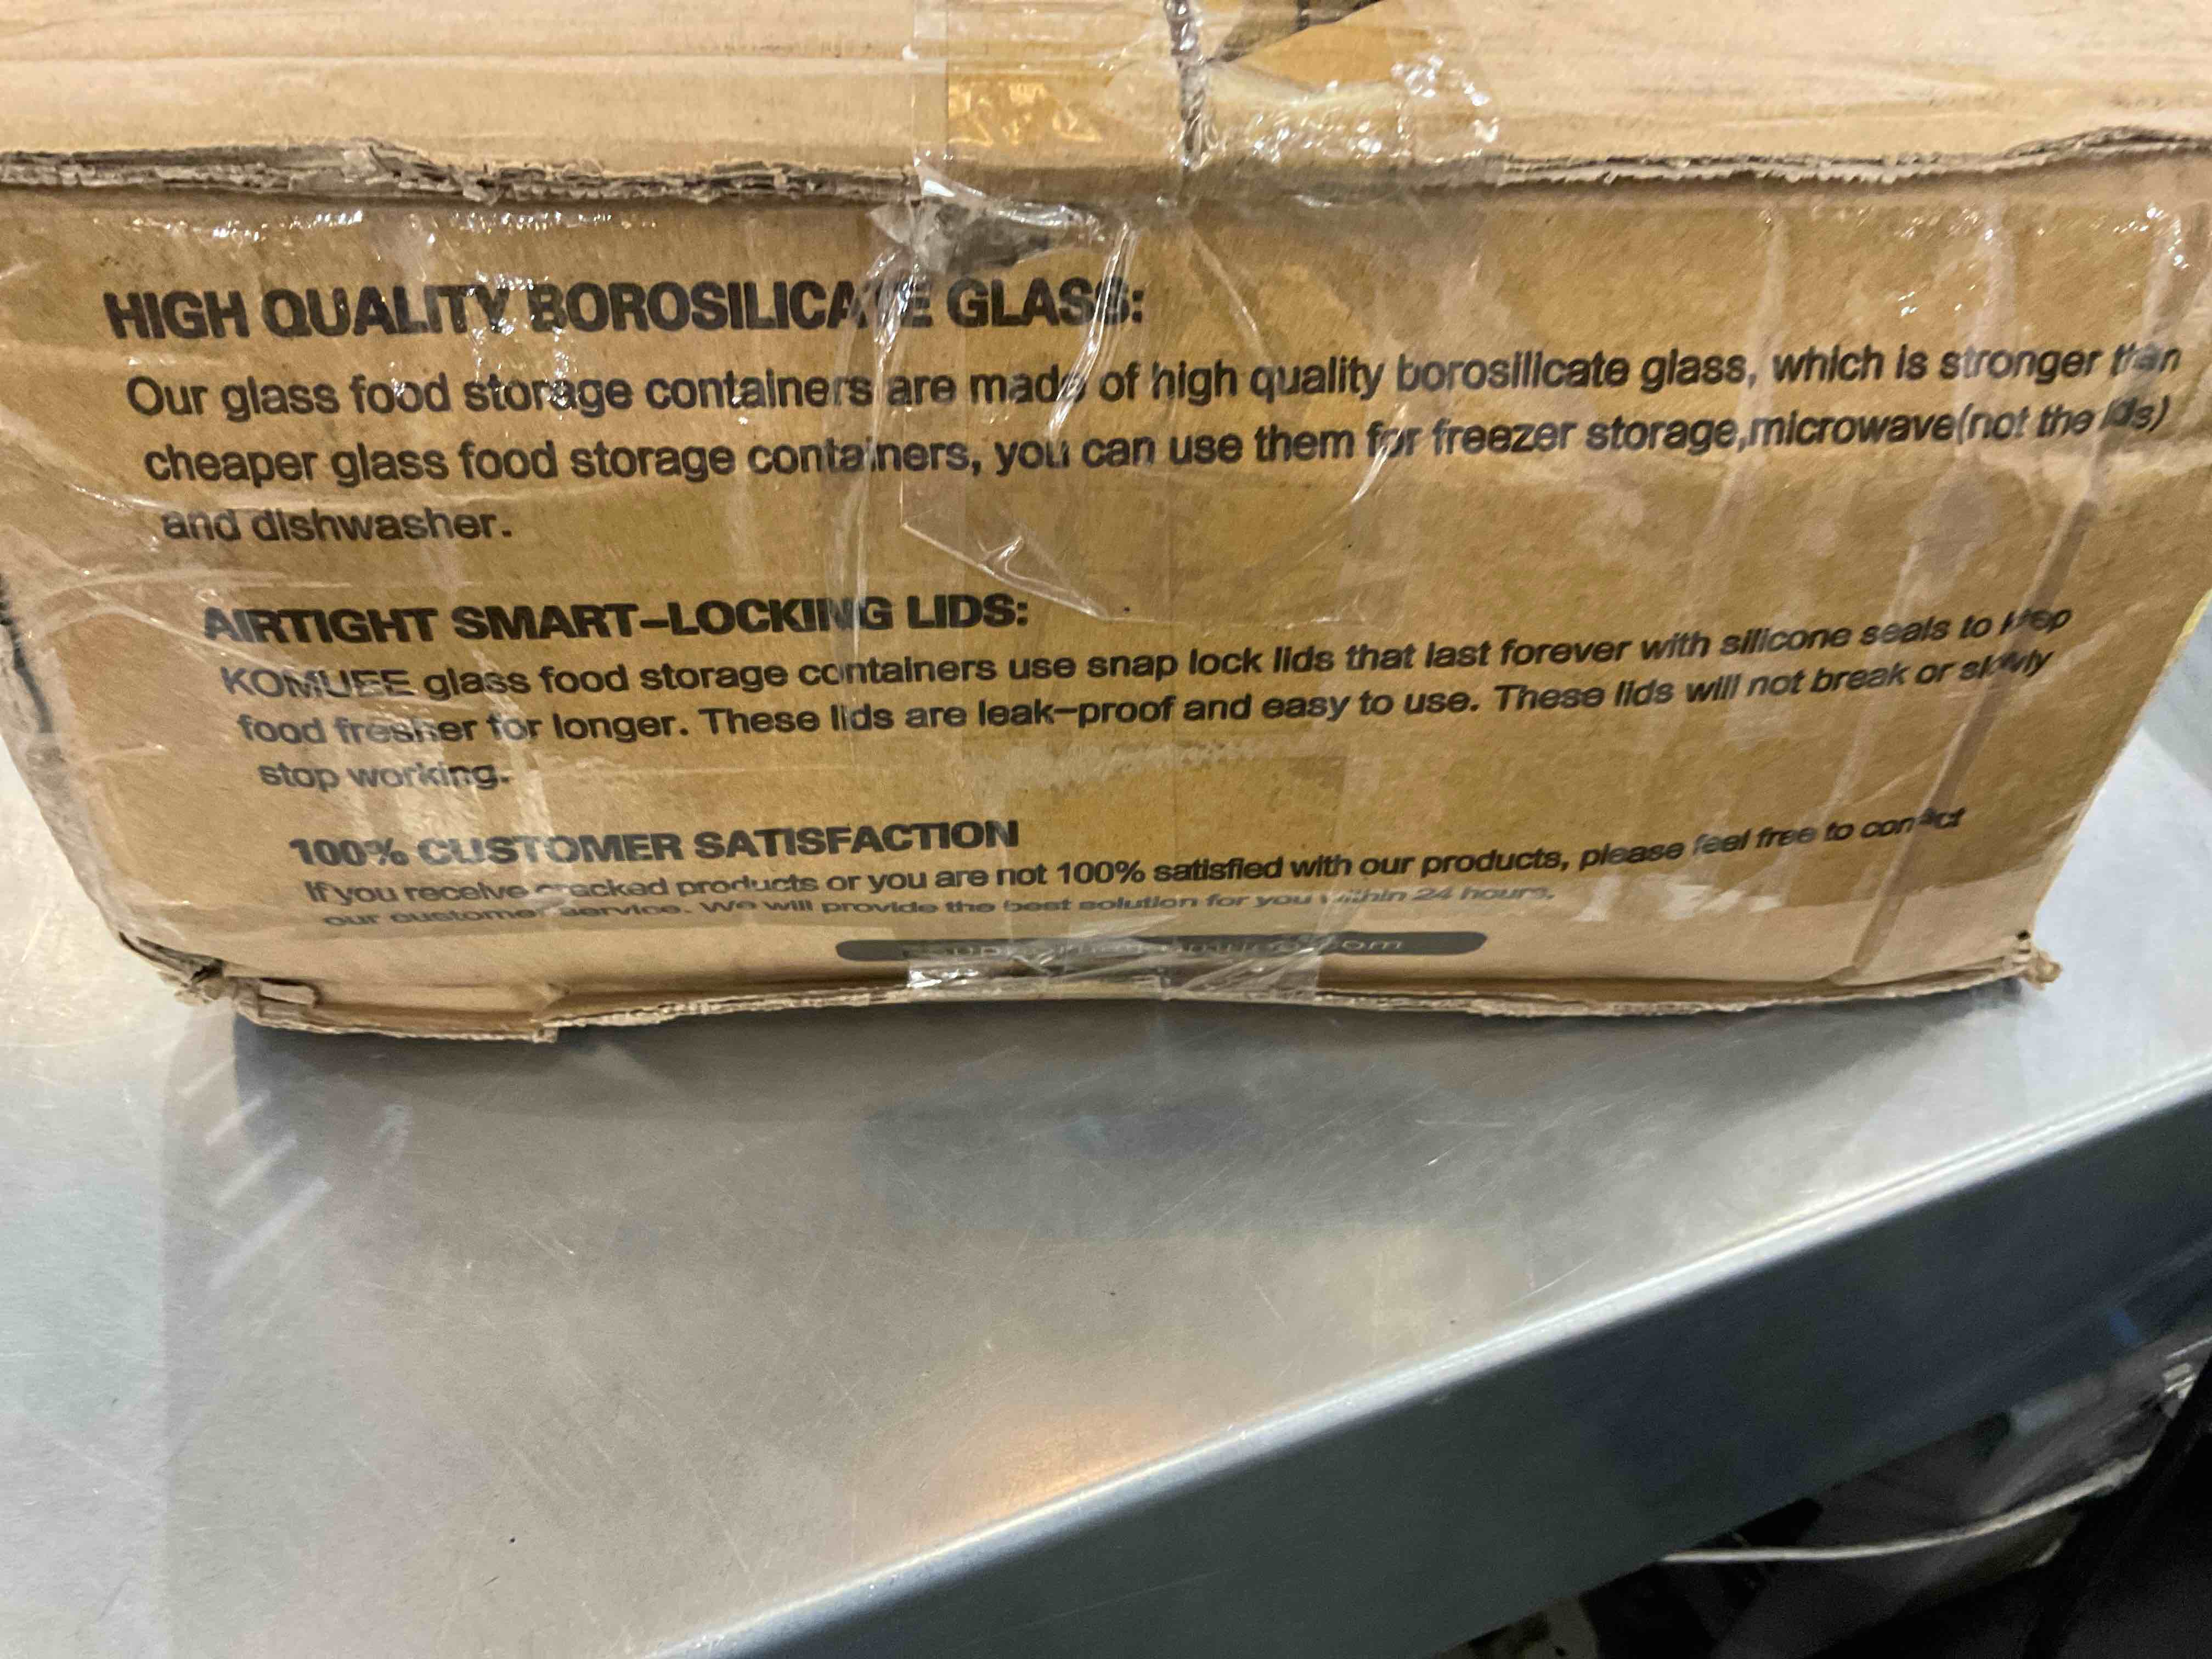 HIGH QUALITY BOROSILICATE GLASS:
Our glass food storage containers are made of high quality borosilicate glass, which is stronger than
cheaper glass food storage containers, you can use them for freezer storage,microwave(not the lids)
and dishwasher.
AIRTIGHT SMART-LOCKING LIDS:
KOMUEE glass food storage containers use snap lock lids that last forever with silicone seals to keep
food fresher for longer. These lids are leak-proof and easy to use. These lids will not break or slowly
stop working.
100% CUSTOMER SATISFACTION
If you receive cracked products or you are not 100% satisfied with our products, please feel free to contact
our customer service. We will provide the best solution for you within 24 hours.